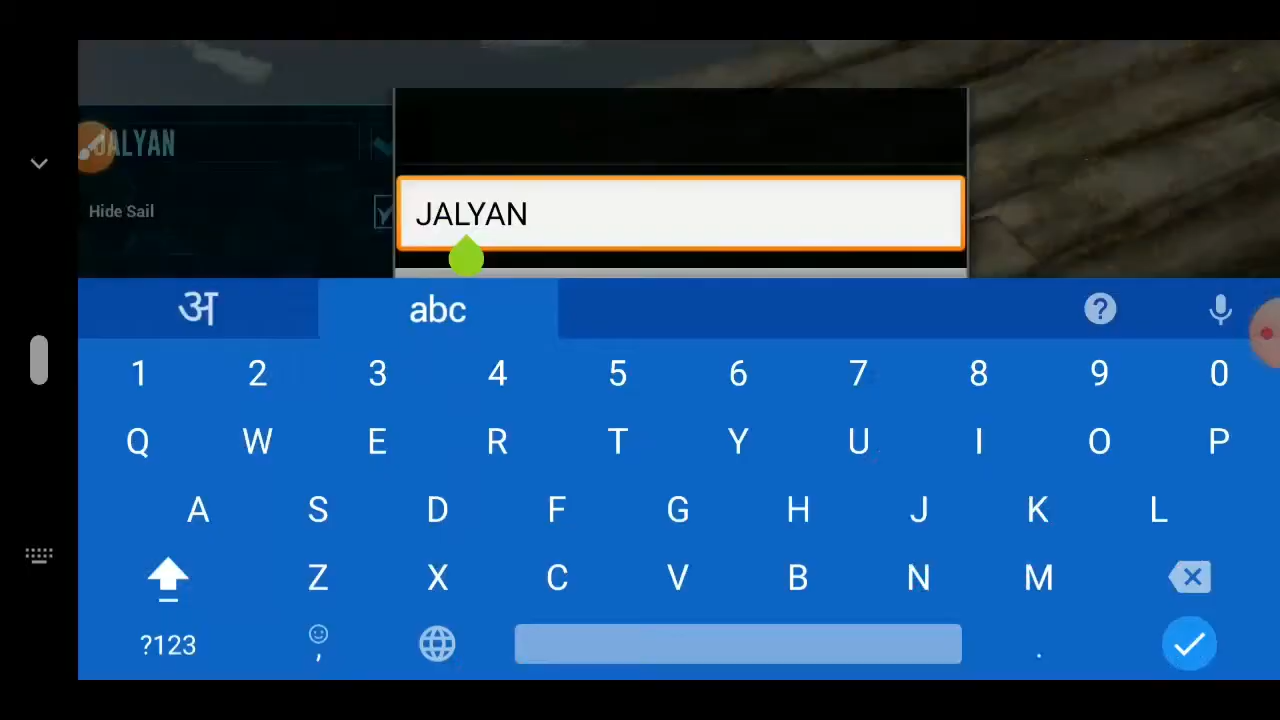 JALYAN
Hide Sail
JALYAN
अ abc
1 2 3 4 5 6 7 8 9 0
Q W E R T Y U I O P
A S D F G H J K L
Z X C V B N M
?123 , .